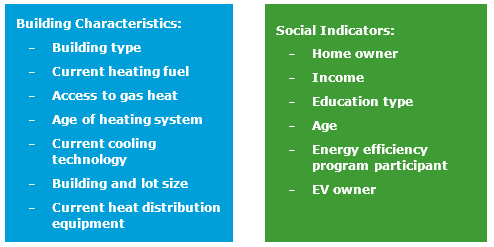 Building Characteristics:
– Building type
– Current heating fuel
– Access to gas heat
– Age of heating system
– Current cooling
technology
– Building and lot size
– Current heat distribution
equipment
Social Indicators:
– Home owner
– Income
– Education type
– Age
– Energy efficiency
program participant
– EV owner